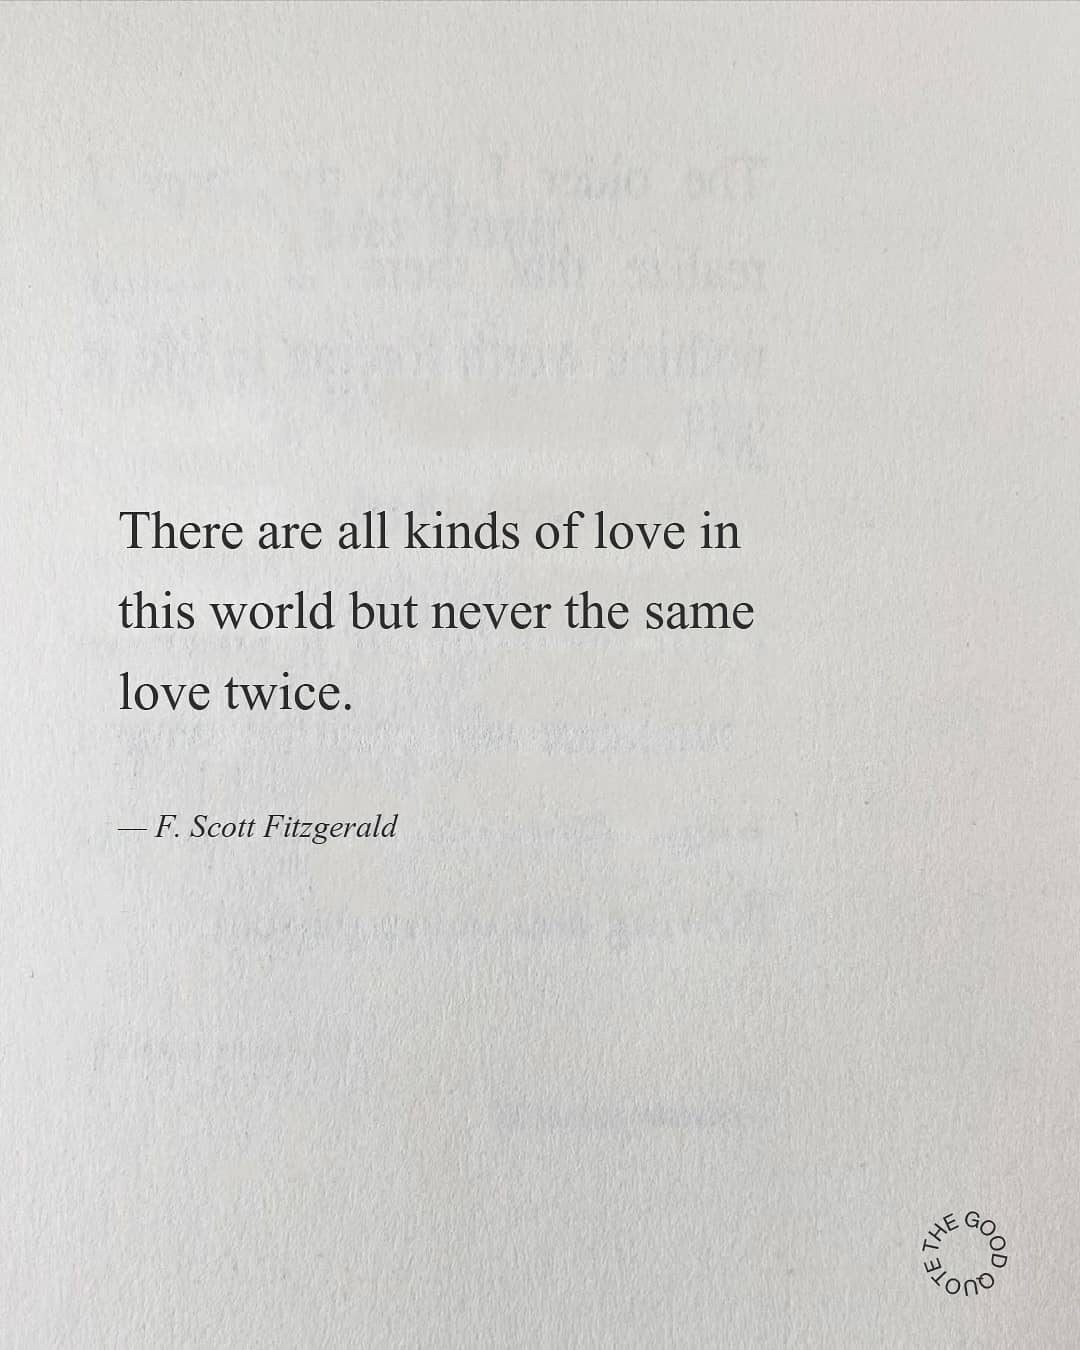 There are all kinds of love in
this world but never the same
love twice.
— F. Scott Fitzgerald
THE GOOD QUOTE